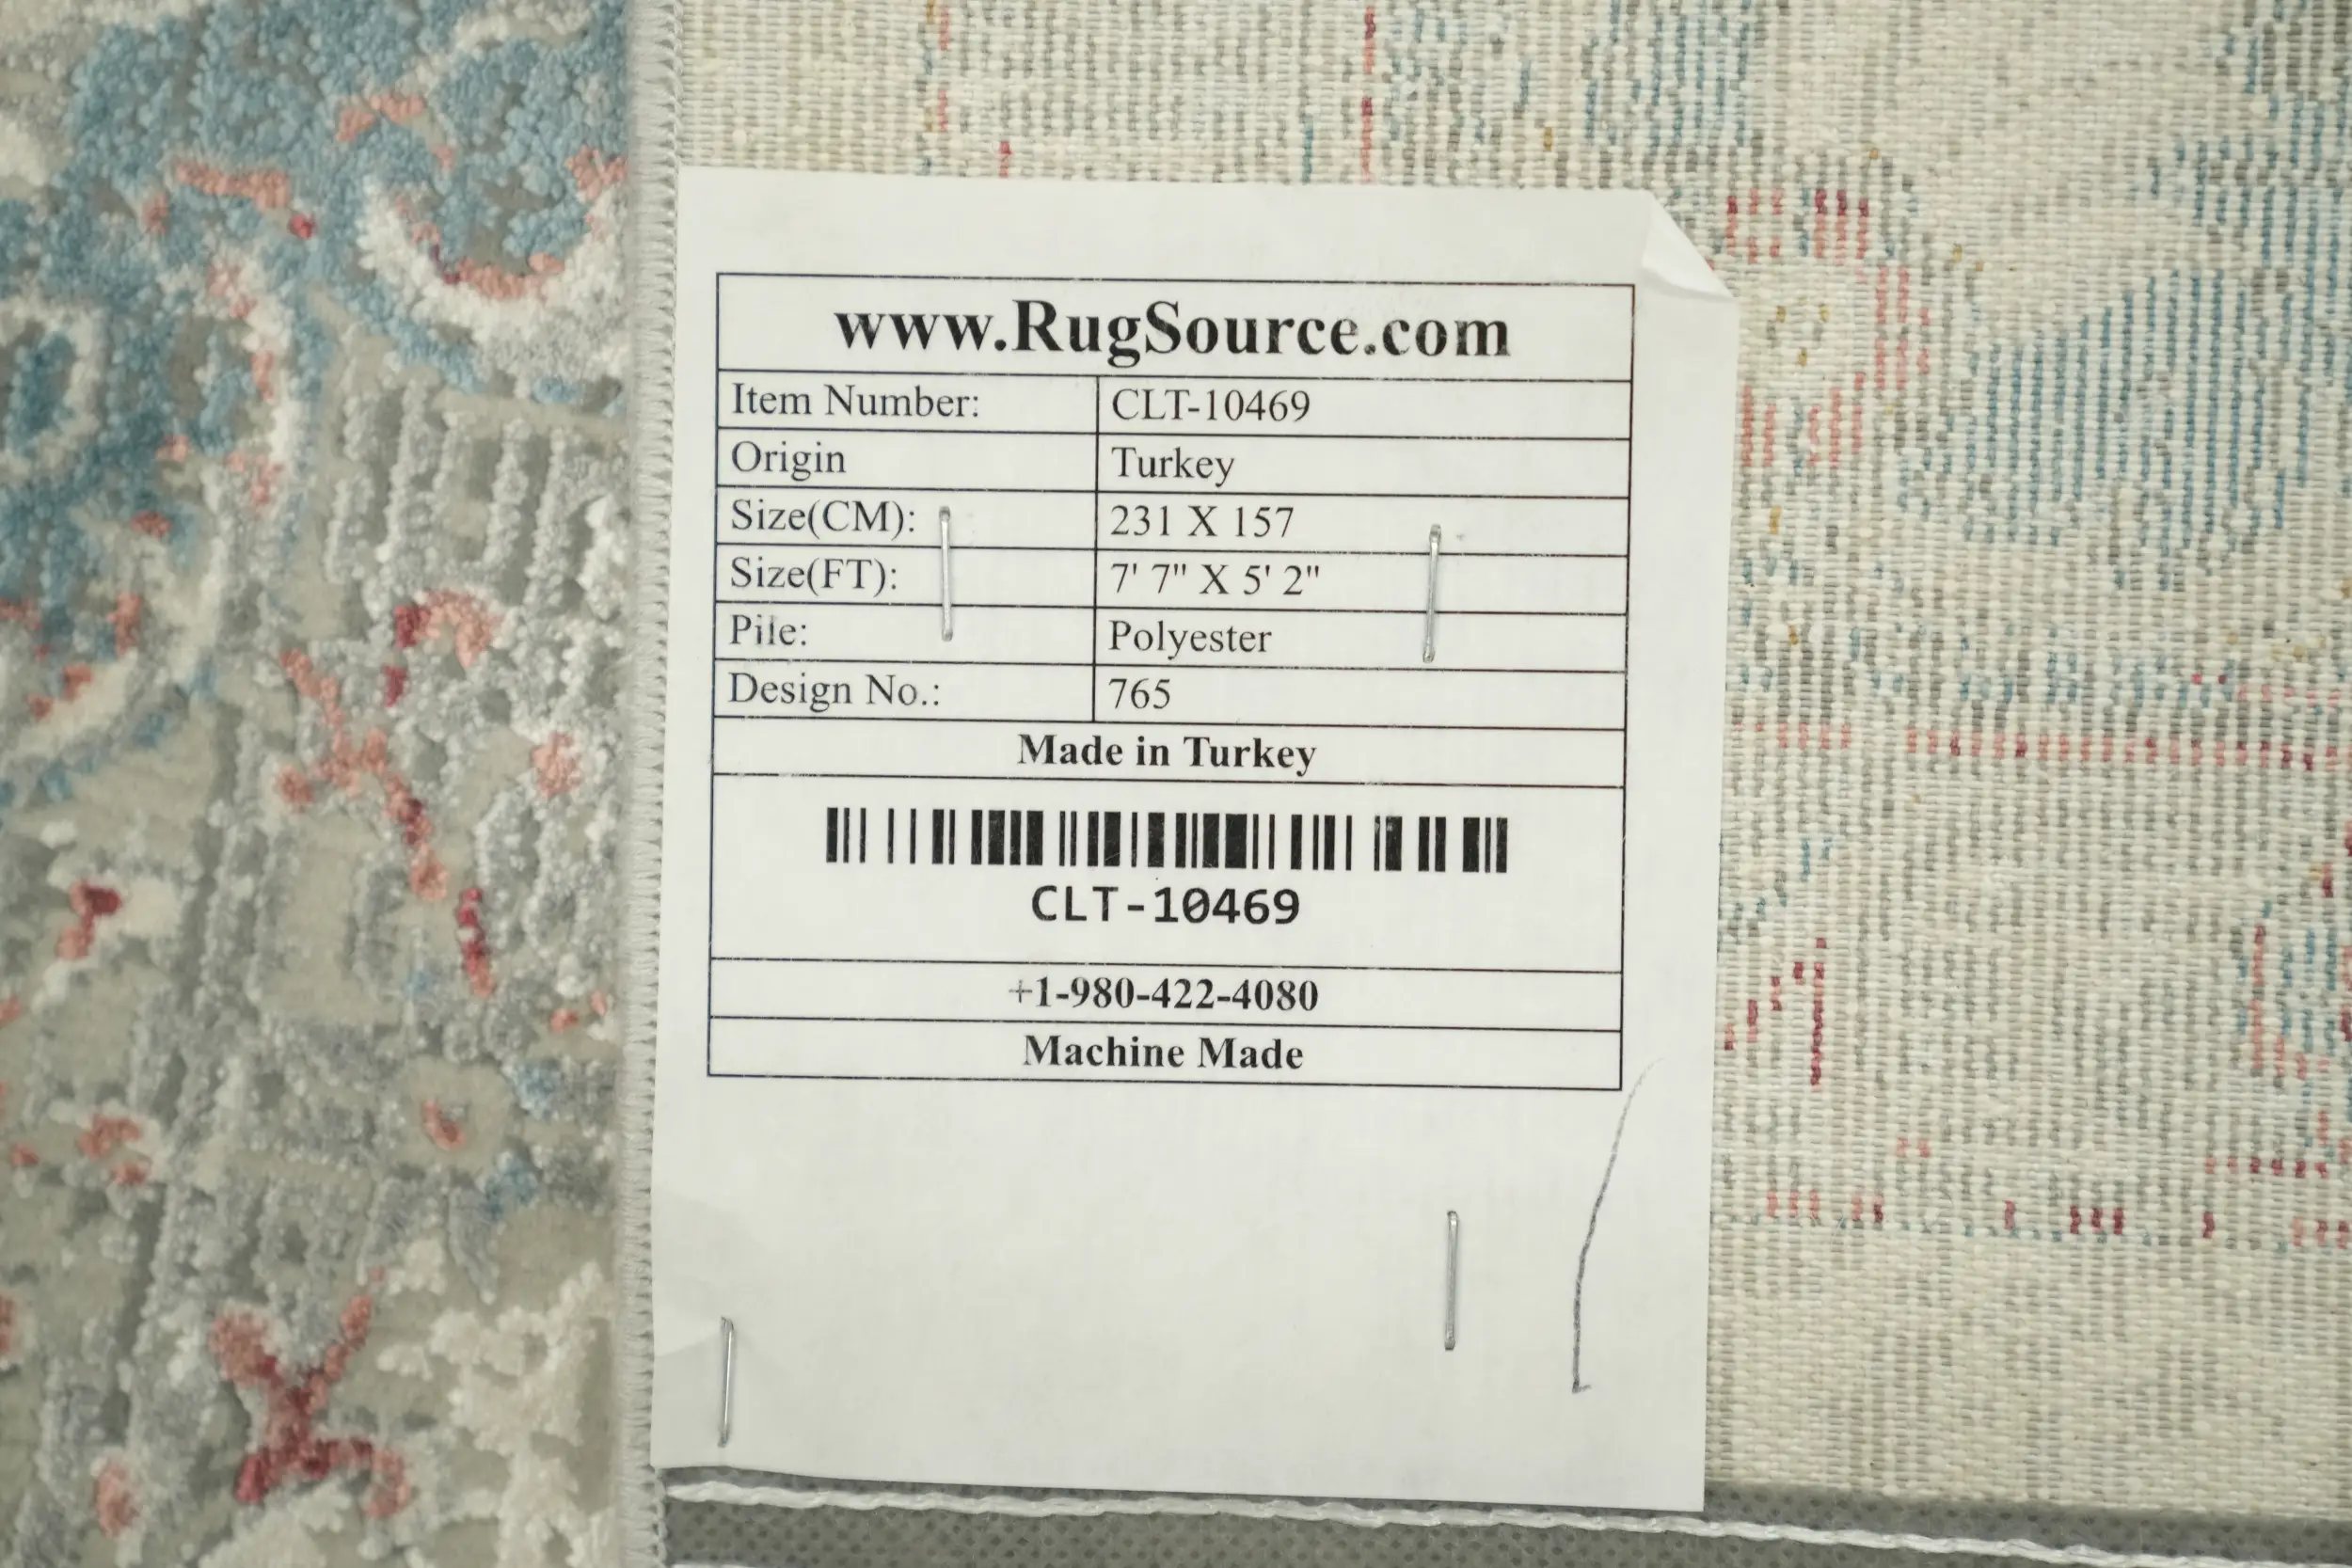 www.RugSource.com
Item Number: CLT-10469
Origin Turkey
Size(CM): 231 X 157
Size(FT): 7' 7" X 5' 2"
Pile: Polyester
Design No.: 765
Made in Turkey
CLT-10469
+1-980-422-4080
Machine Made